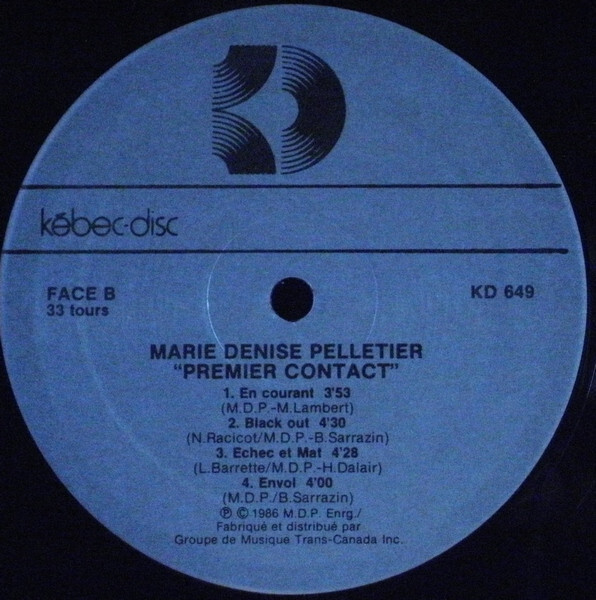 KD
kébec-disc
FACE B
33 tours
KD 649
MARIE DENISE PELLETIER
"PREMIER CONTACT"
1. En courant 3'53
(M.D.P.-M.Lambert)
2. Black out 4'30
(N.Racicot/M.D.P.-B.Sarrazin)
3. Echec et Mat 4'28
(L.Barrette/M.D.P.-H.Dalair)
4. Envol 4'00
(M.D.P./B.Sarrazin)
℗ © 1986 M.D.P. Enrg./
Fabriqué et distribué par
Groupe de Musique Trans-Canada Inc.